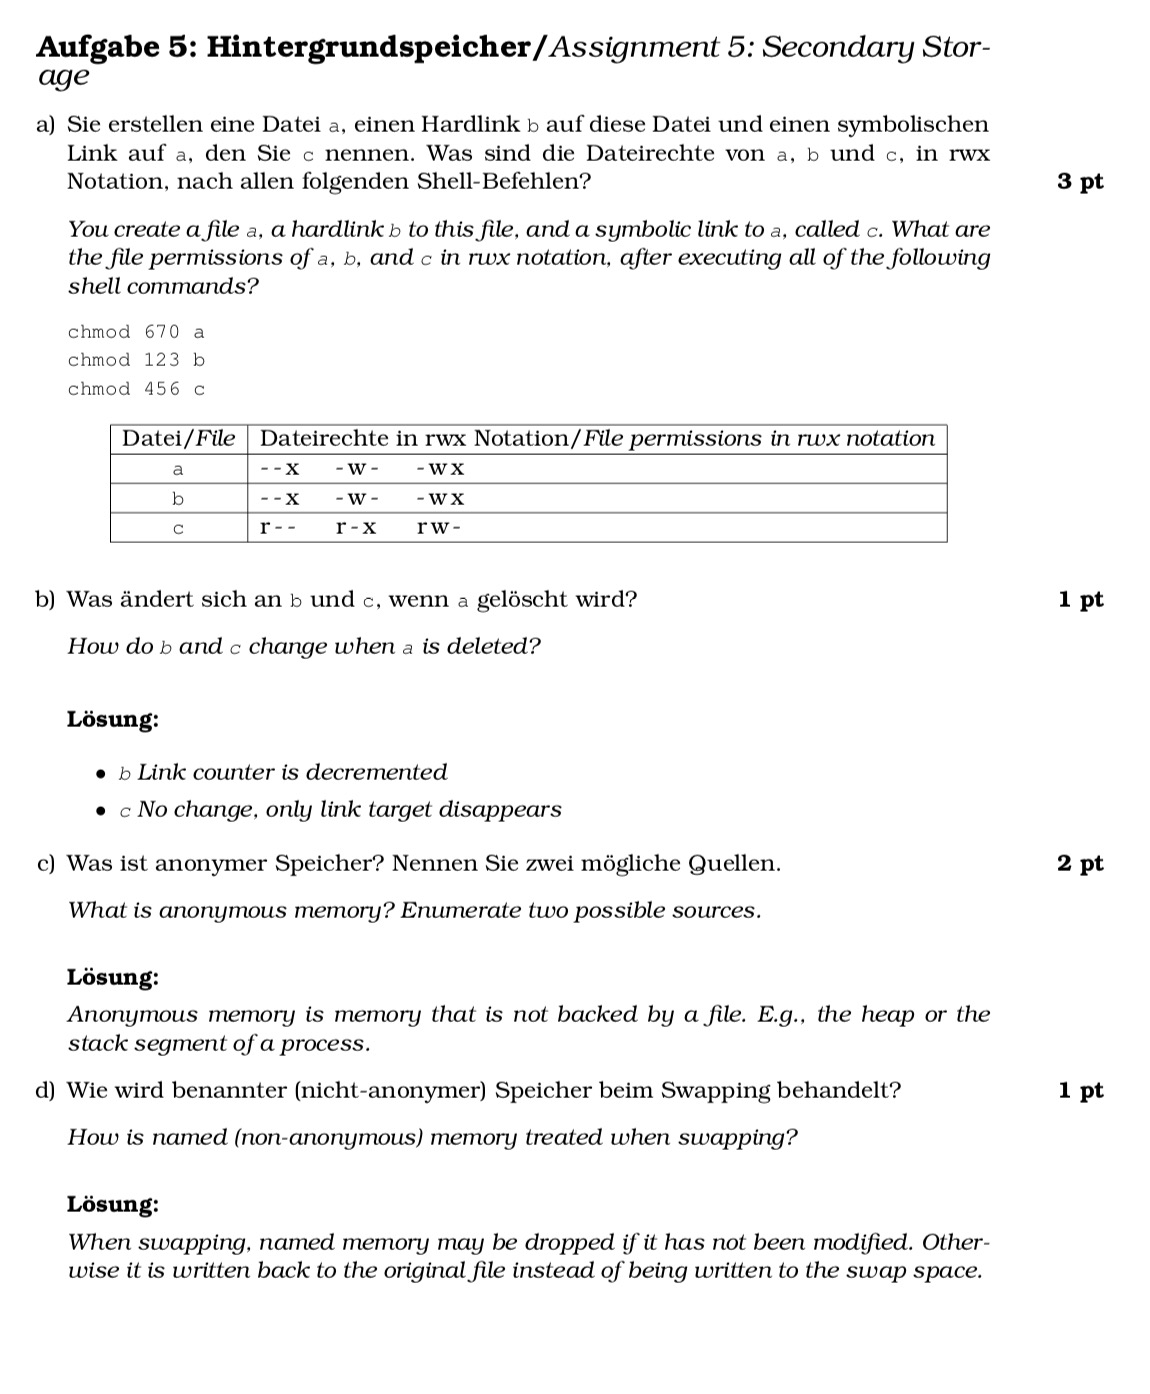 Aufgabe 5: Hintergrundspeicher/Assignment 5: Secondary Stor-
age
a) Sie erstellen eine Datei a, einen Hardlink b auf diese Datei und einen symbolischen
Link auf a, den Sie c nennen. Was sind die Dateirechte von a, b und c, in rwx
Notation, nach allen folgenden Shell-Befehlen? 3 pt
You create a file a, a hardlink b to this file, and a symbolic link to a, called c. What are
the file permissions of a, b, and c in rwx notation, after executing all of the following
shell commands?
chmod 670 a
chmod 123 b
chmod 456 c
Datei/File Dateirechte in rwx Notation/File permissions in rwx notation
a --x -w- -wx
b --x -w- -wx
c r-- r-x rw-
b) Was ändert sich an b und c, wenn a gelöscht wird? 1 pt
How do b and c change when a is deleted?
Lösung:
• b Link counter is decremented
• c No change, only link target disappears
c) Was ist anonymer Speicher? Nennen Sie zwei mögliche Quellen. 2 pt
What is anonymous memory? Enumerate two possible sources.
Lösung:
Anonymous memory is memory that is not backed by a file. E.g., the heap or the
stack segment of a process.
d) Wie wird benannter (nicht-anonymer) Speicher beim Swapping behandelt? 1 pt
How is named (non-anonymous) memory treated when swapping?
Lösung:
When swapping, named memory may be dropped if it has not been modified. Other-
wise it is written back to the original file instead of being written to the swap space.